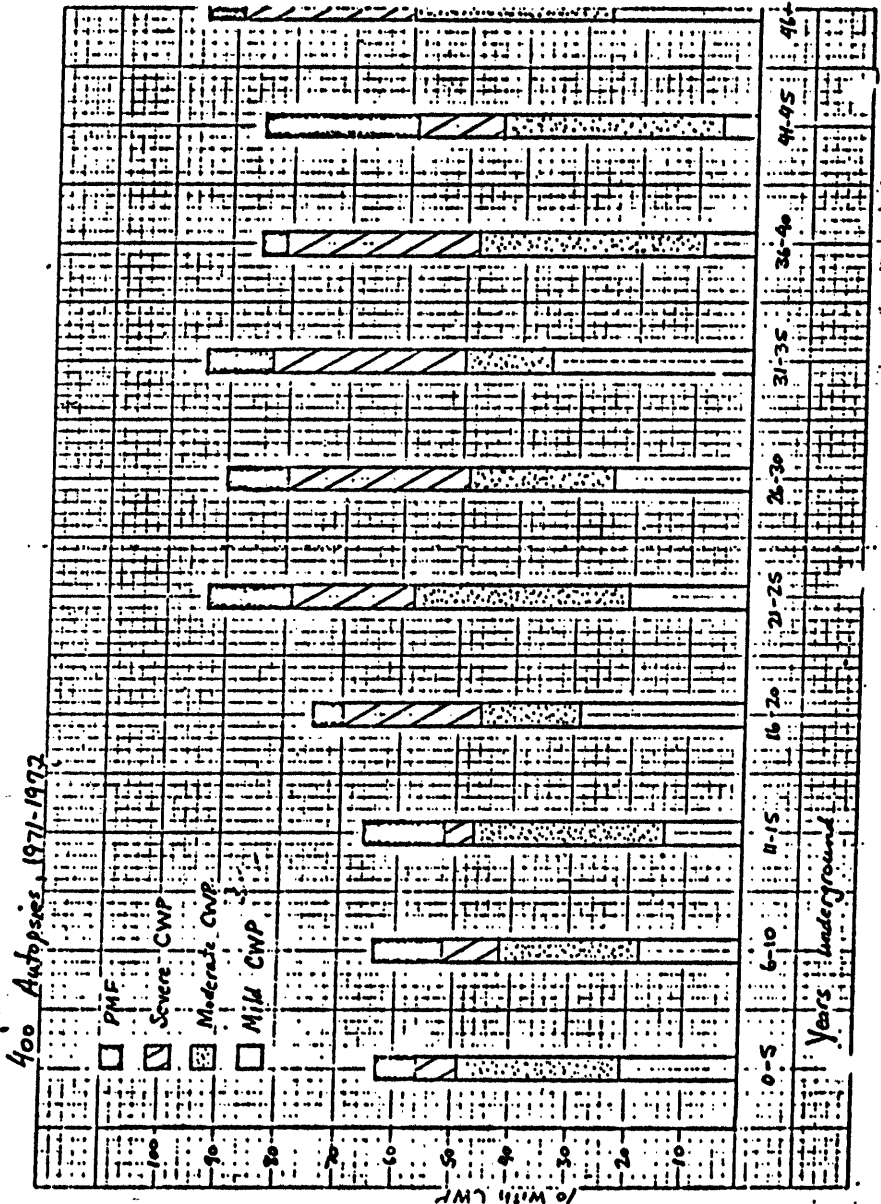 400 Autopsies, 1971-1972
PMF
Severe CWP
Moderate CWP
Mild CWP
% with CWP
100
90
80
70
60
50
40
30
20
10
0-5
6-10
11-15
16-20
21-25
26-30
31-35
36-40
41-45
46+
Years underground